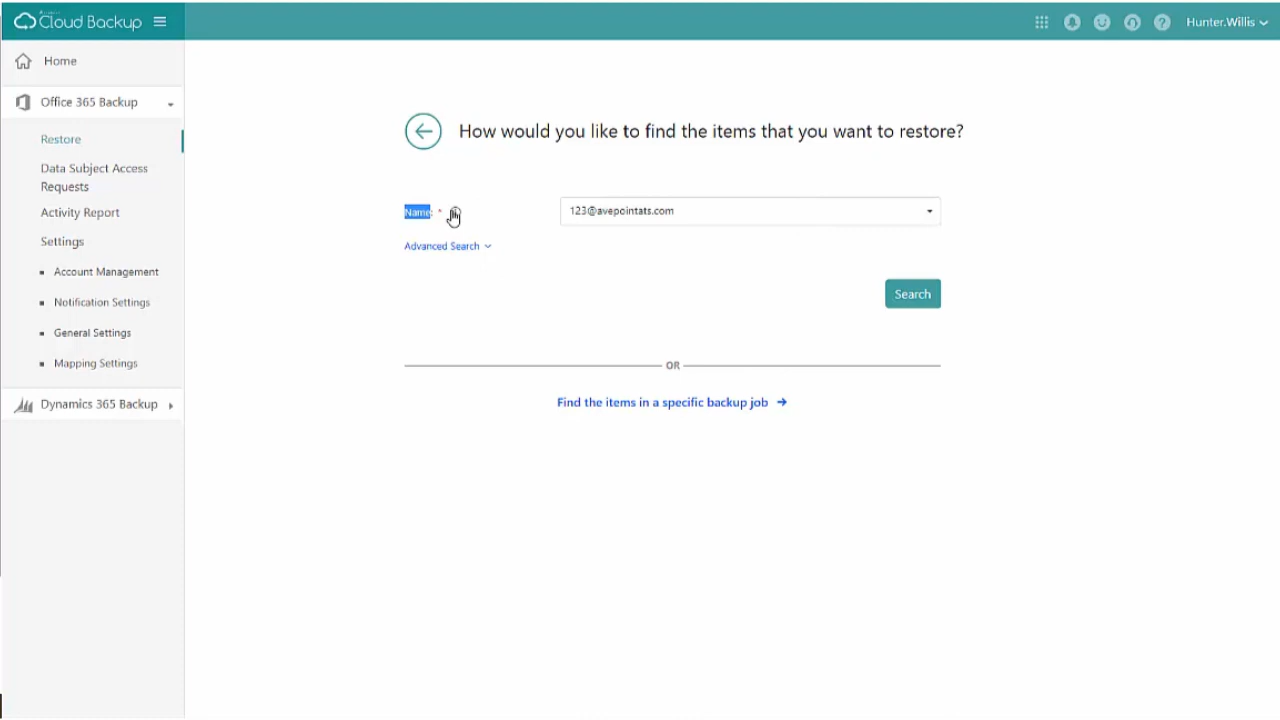 Cloud Backup
Hunter.Willis
Home
Office 365 Backup
Restore
Data Subject Access
Requests
Activity Report
Settings
Account Management
Notification Settings
General Settings
Mapping Settings
Dynamics 365 Backup
How would you like to find the items that you want to restore?
Name *
123@avepointats.com
Advanced Search
Search
OR
Find the items in a specific backup job